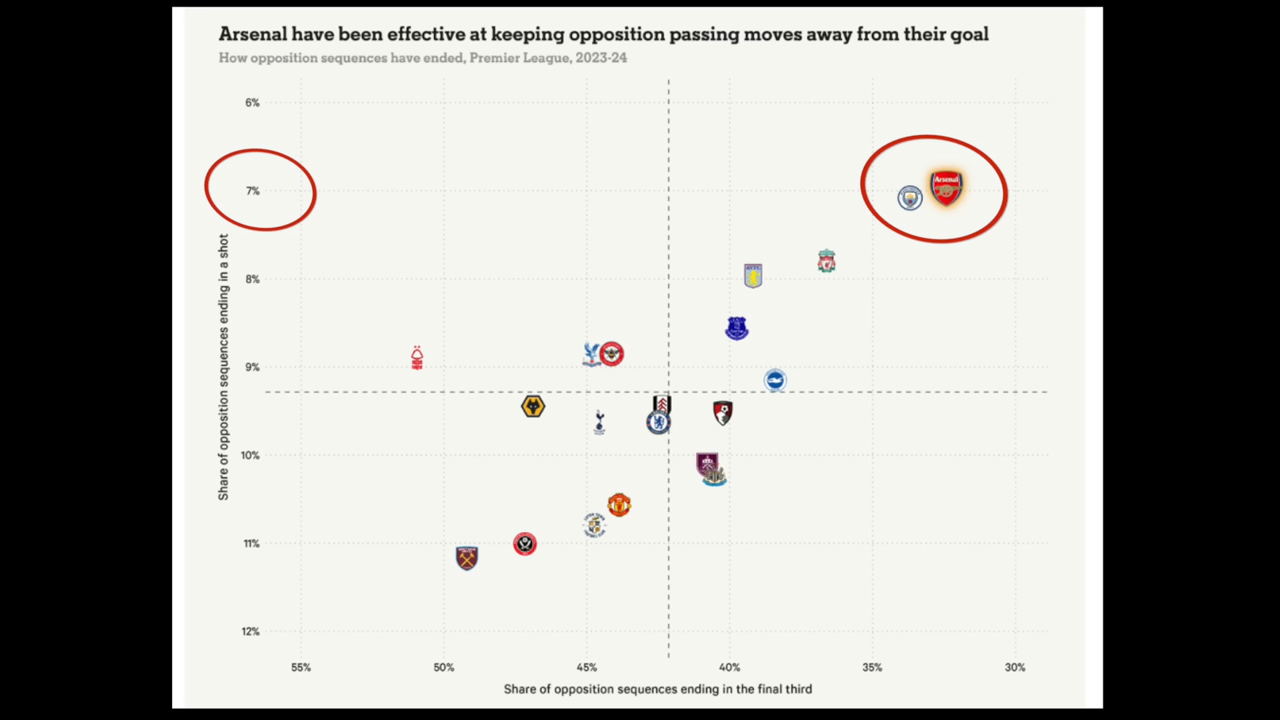 Arsenal have been effective at keeping opposition passing moves away from their goal
How opposition sequences have ended, Premier League, 2023-24
6%
7%
8%
9%
10%
11%
12%
Share of opposition sequences ending in a shot
Arsenal
55%
50%
45%
40%
35%
30%
Share of opposition sequences ending in the final third